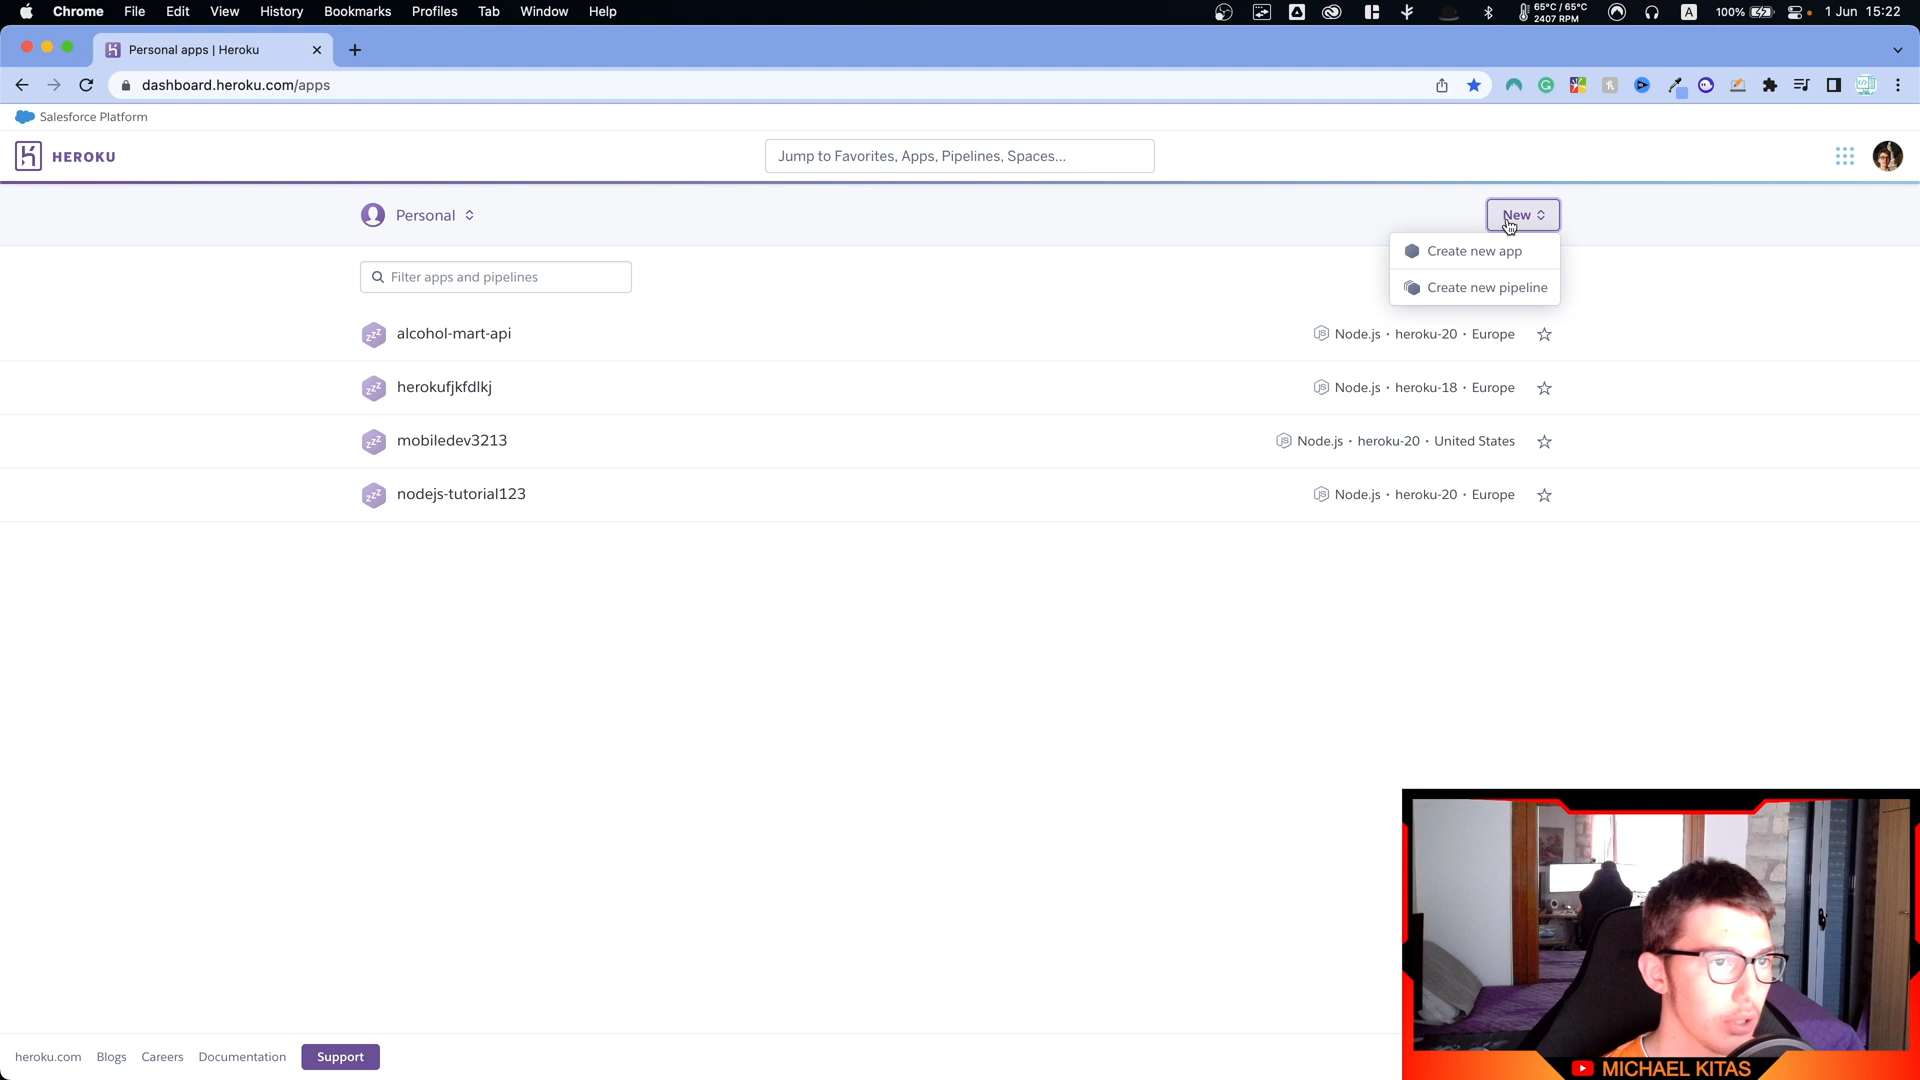 Chrome File Edit View History Bookmarks Profiles Tab Window Help
65°C / 65°C
2407 RPM
A
100%
1 Jun 15:22
Personal apps | Heroku
dashboard.heroku.com/apps
Salesforce Platform
HEROKU
Jump to Favorites, Apps, Pipelines, Spaces...
Personal
New
Create new app
Create new pipeline
Filter apps and pipelines
alcohol-mart-api
Node.js • heroku-20 • Europe
herokufjkfdlkj
Node.js • heroku-18 • Europe
mobiledev3213
Node.js • heroku-20 • United States
nodejs-tutorial123
Node.js • heroku-20 • Europe
heroku.com Blogs Careers Documentation Support
MICHAEL KITAS